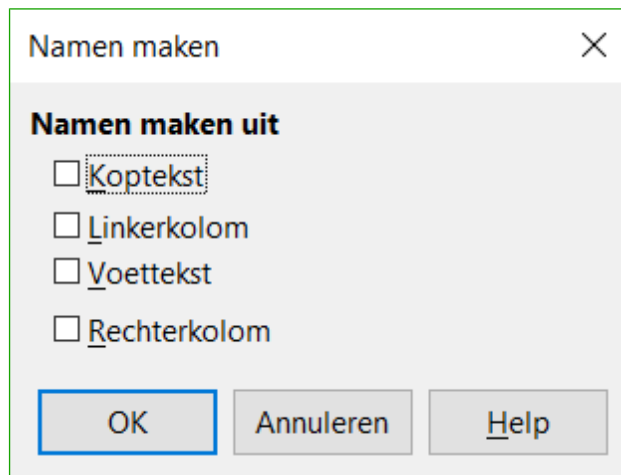 Namen maken
Namen maken uit
Koptekst
Linkerkolom
Voettekst
Rechterkolom
OK Annuleren Help